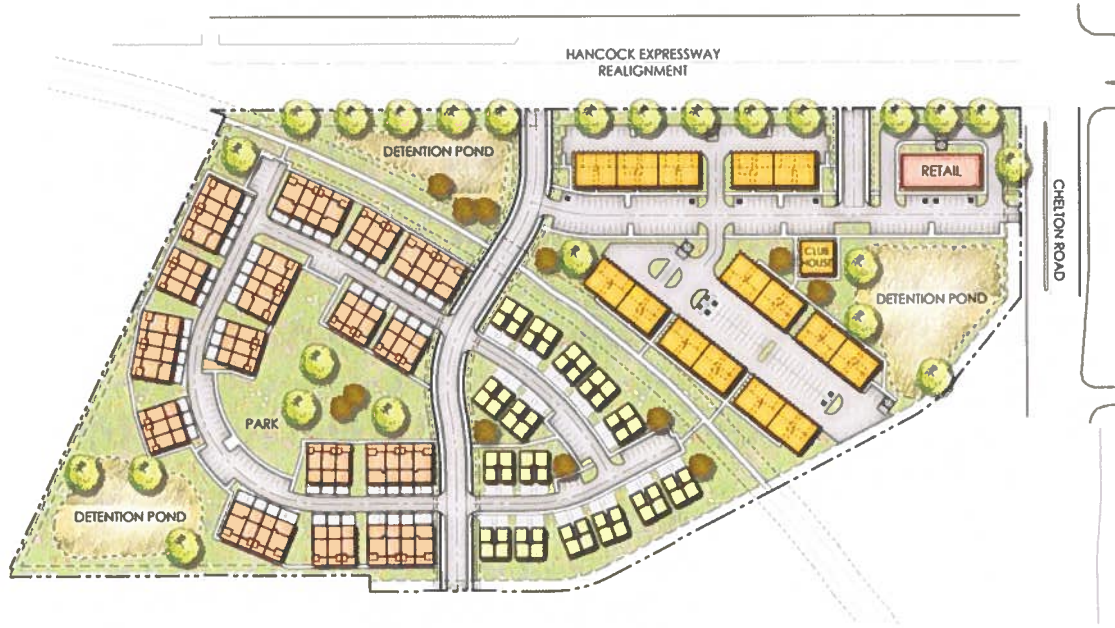 HANCOCK EXPRESSWAY
REALIGNMENT
DETENTION POND
RETAIL
CHELTON ROAD
CLUB
HOUSE
DETENTION POND
PARK
DETENTION POND